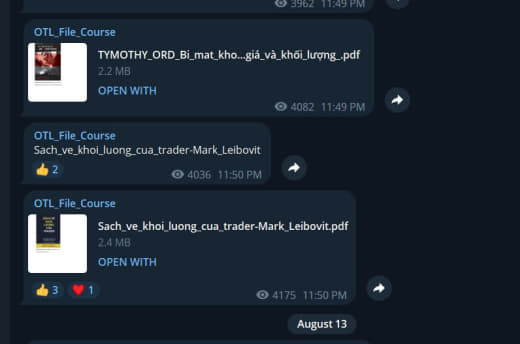 3962 11:49 PM
OTL_File_Course
TYMOTHY_ORD_Bi_mat_kho...giá_và_khối_lượng_.pdf
2.2 MB
OPEN WITH
4082 11:49 PM
OTL_File_Course
Sach_ve_khoi_luong_cua_trader-Mark_Leibovit
👍 2
4036 11:50 PM
OTL_File_Course
Sach_ve_khoi_luong_cua_trader-Mark_Leibovit.pdf
2.4 MB
OPEN WITH
👍 3 ❤️ 1
4175 11:50 PM
August 13